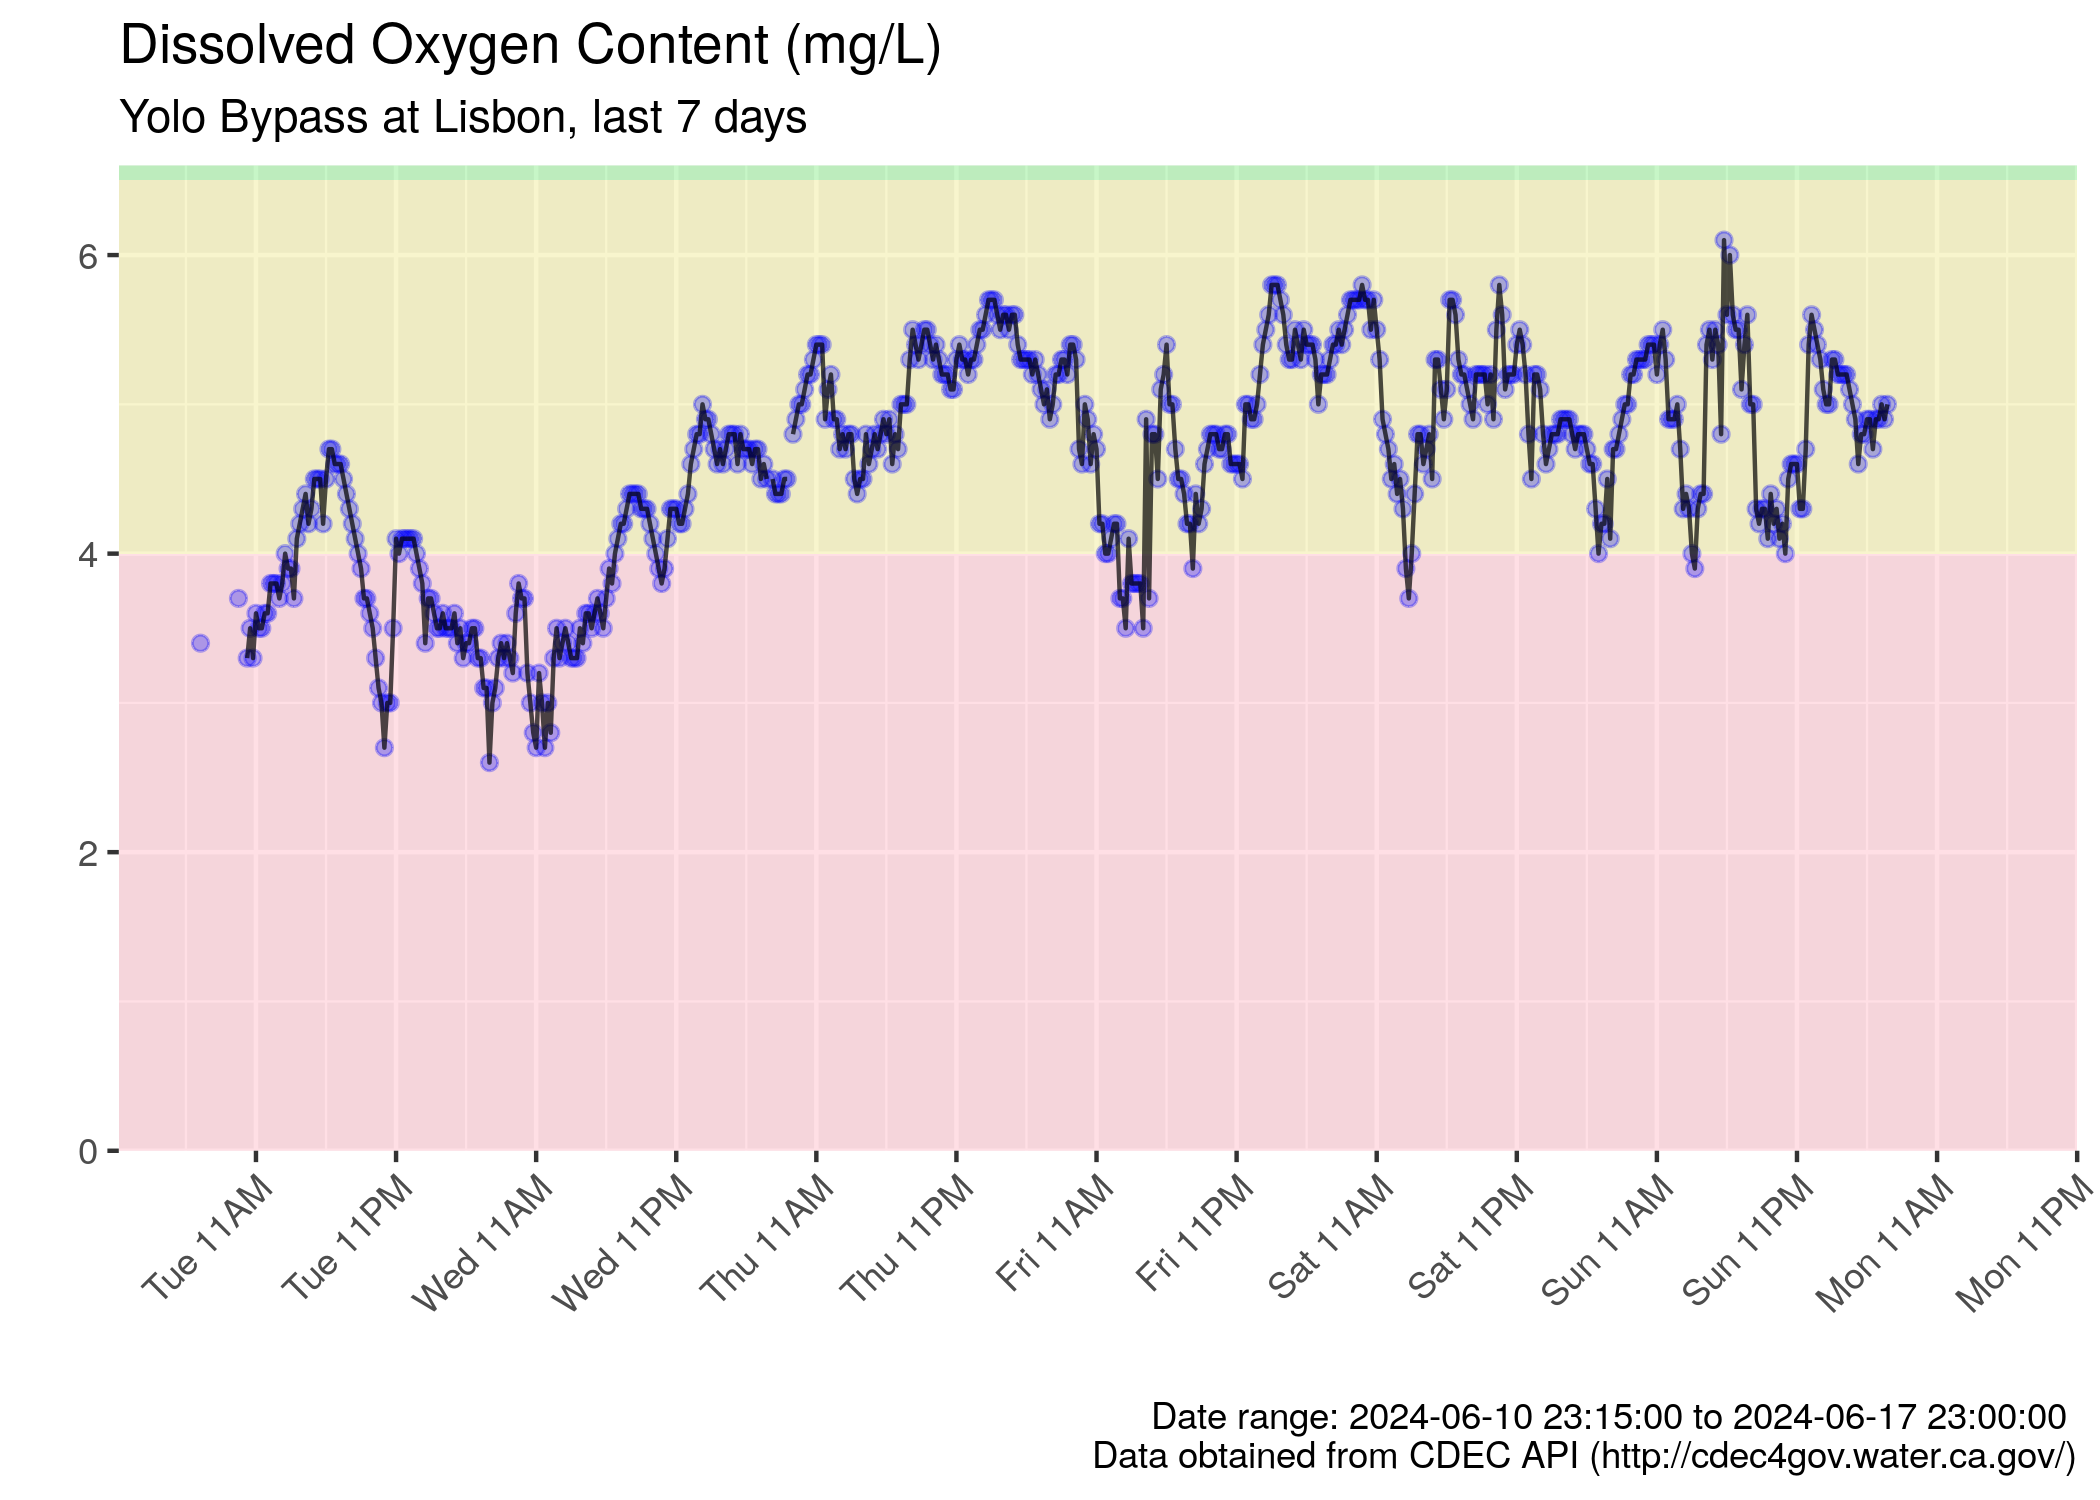 Dissolved Oxygen Content (mg/L)
Yolo Bypass at Lisbon, last 7 days
6
4
2
0
Tue 11AM
Tue 11PM
Wed 11AM
Wed 11PM
Thu 11AM
Thu 11PM
Fri 11AM
Fri 11PM
Sat 11AM
Sat 11PM
Sun 11AM
Sun 11PM
Mon 11AM
Mon 11PM
Date range: 2024-06-10 23:15:00 to 2024-06-17 23:00:00
Data obtained from CDEC API (http://cdec4gov.water.ca.gov/)